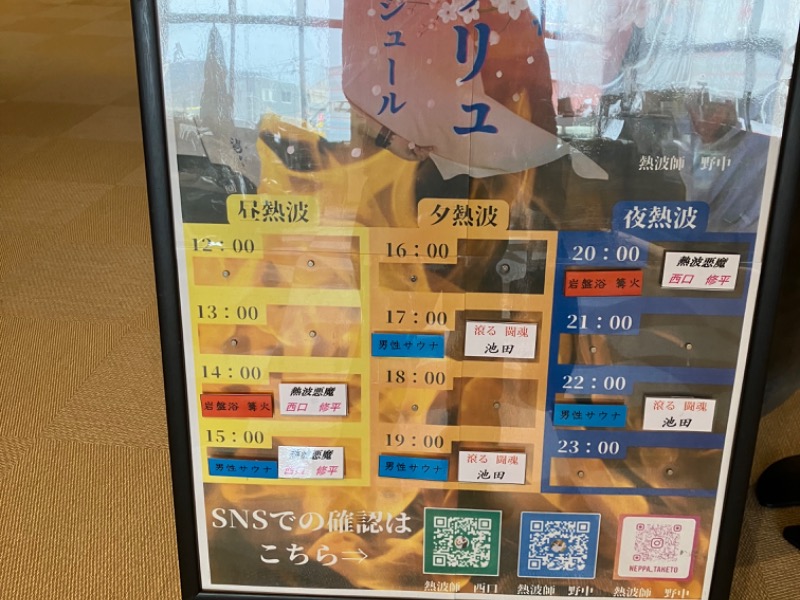 リュ
ジュール
熱波師 野中
昼熱波
12:00
13:00
14:00
岩盤浴 篝火
熱波悪魔
西口 修平
15:00
男性サウナ
熱波悪魔
西口 修平
夕熱波
16:00
17:00
男性サウナ
滾る 闘魂
池田
18:00
19:00
男性サウナ
滾る 闘魂
池田
夜熱波
20:00
岩盤浴 篝火
熱波悪魔
西口 修平
21:00
22:00
男性サウナ
滾る 闘魂
池田
23:00
SNSでの確認は
こちら⇒
熱波師 西口
熱波師 野中
NEPPA_TAKETO
熱波師 野中